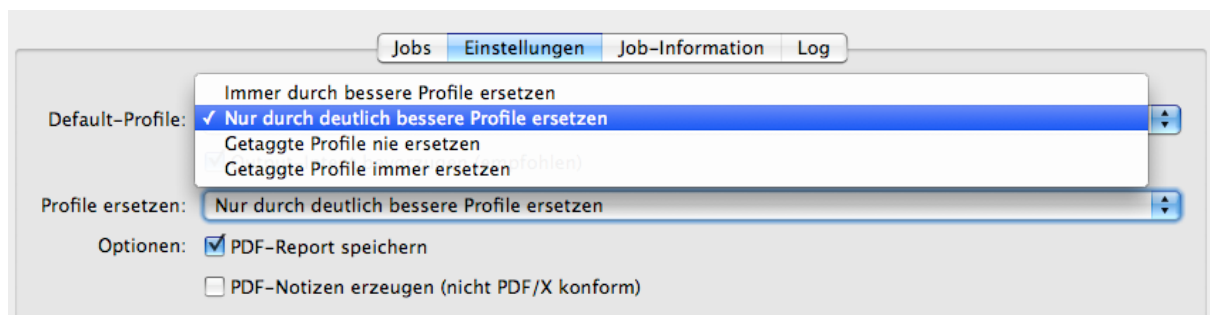 Jobs Einstellungen Job-Information Log
Immer durch bessere Profile ersetzen
Default-Profile: ✓ Nur durch deutlich bessere Profile ersetzen
Getaggte Profile nie ersetzen
Getaggte Profile immer ersetzen
Profile ersetzen: Nur durch deutlich bessere Profile ersetzen
Optionen: PDF-Report speichern
PDF-Notizen erzeugen (nicht PDF/X konform)